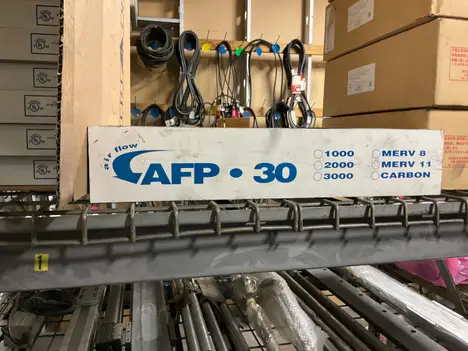 air flow
AFP • 30
1000
2000
3000
MERV 8
MERV 11
CARBON
1